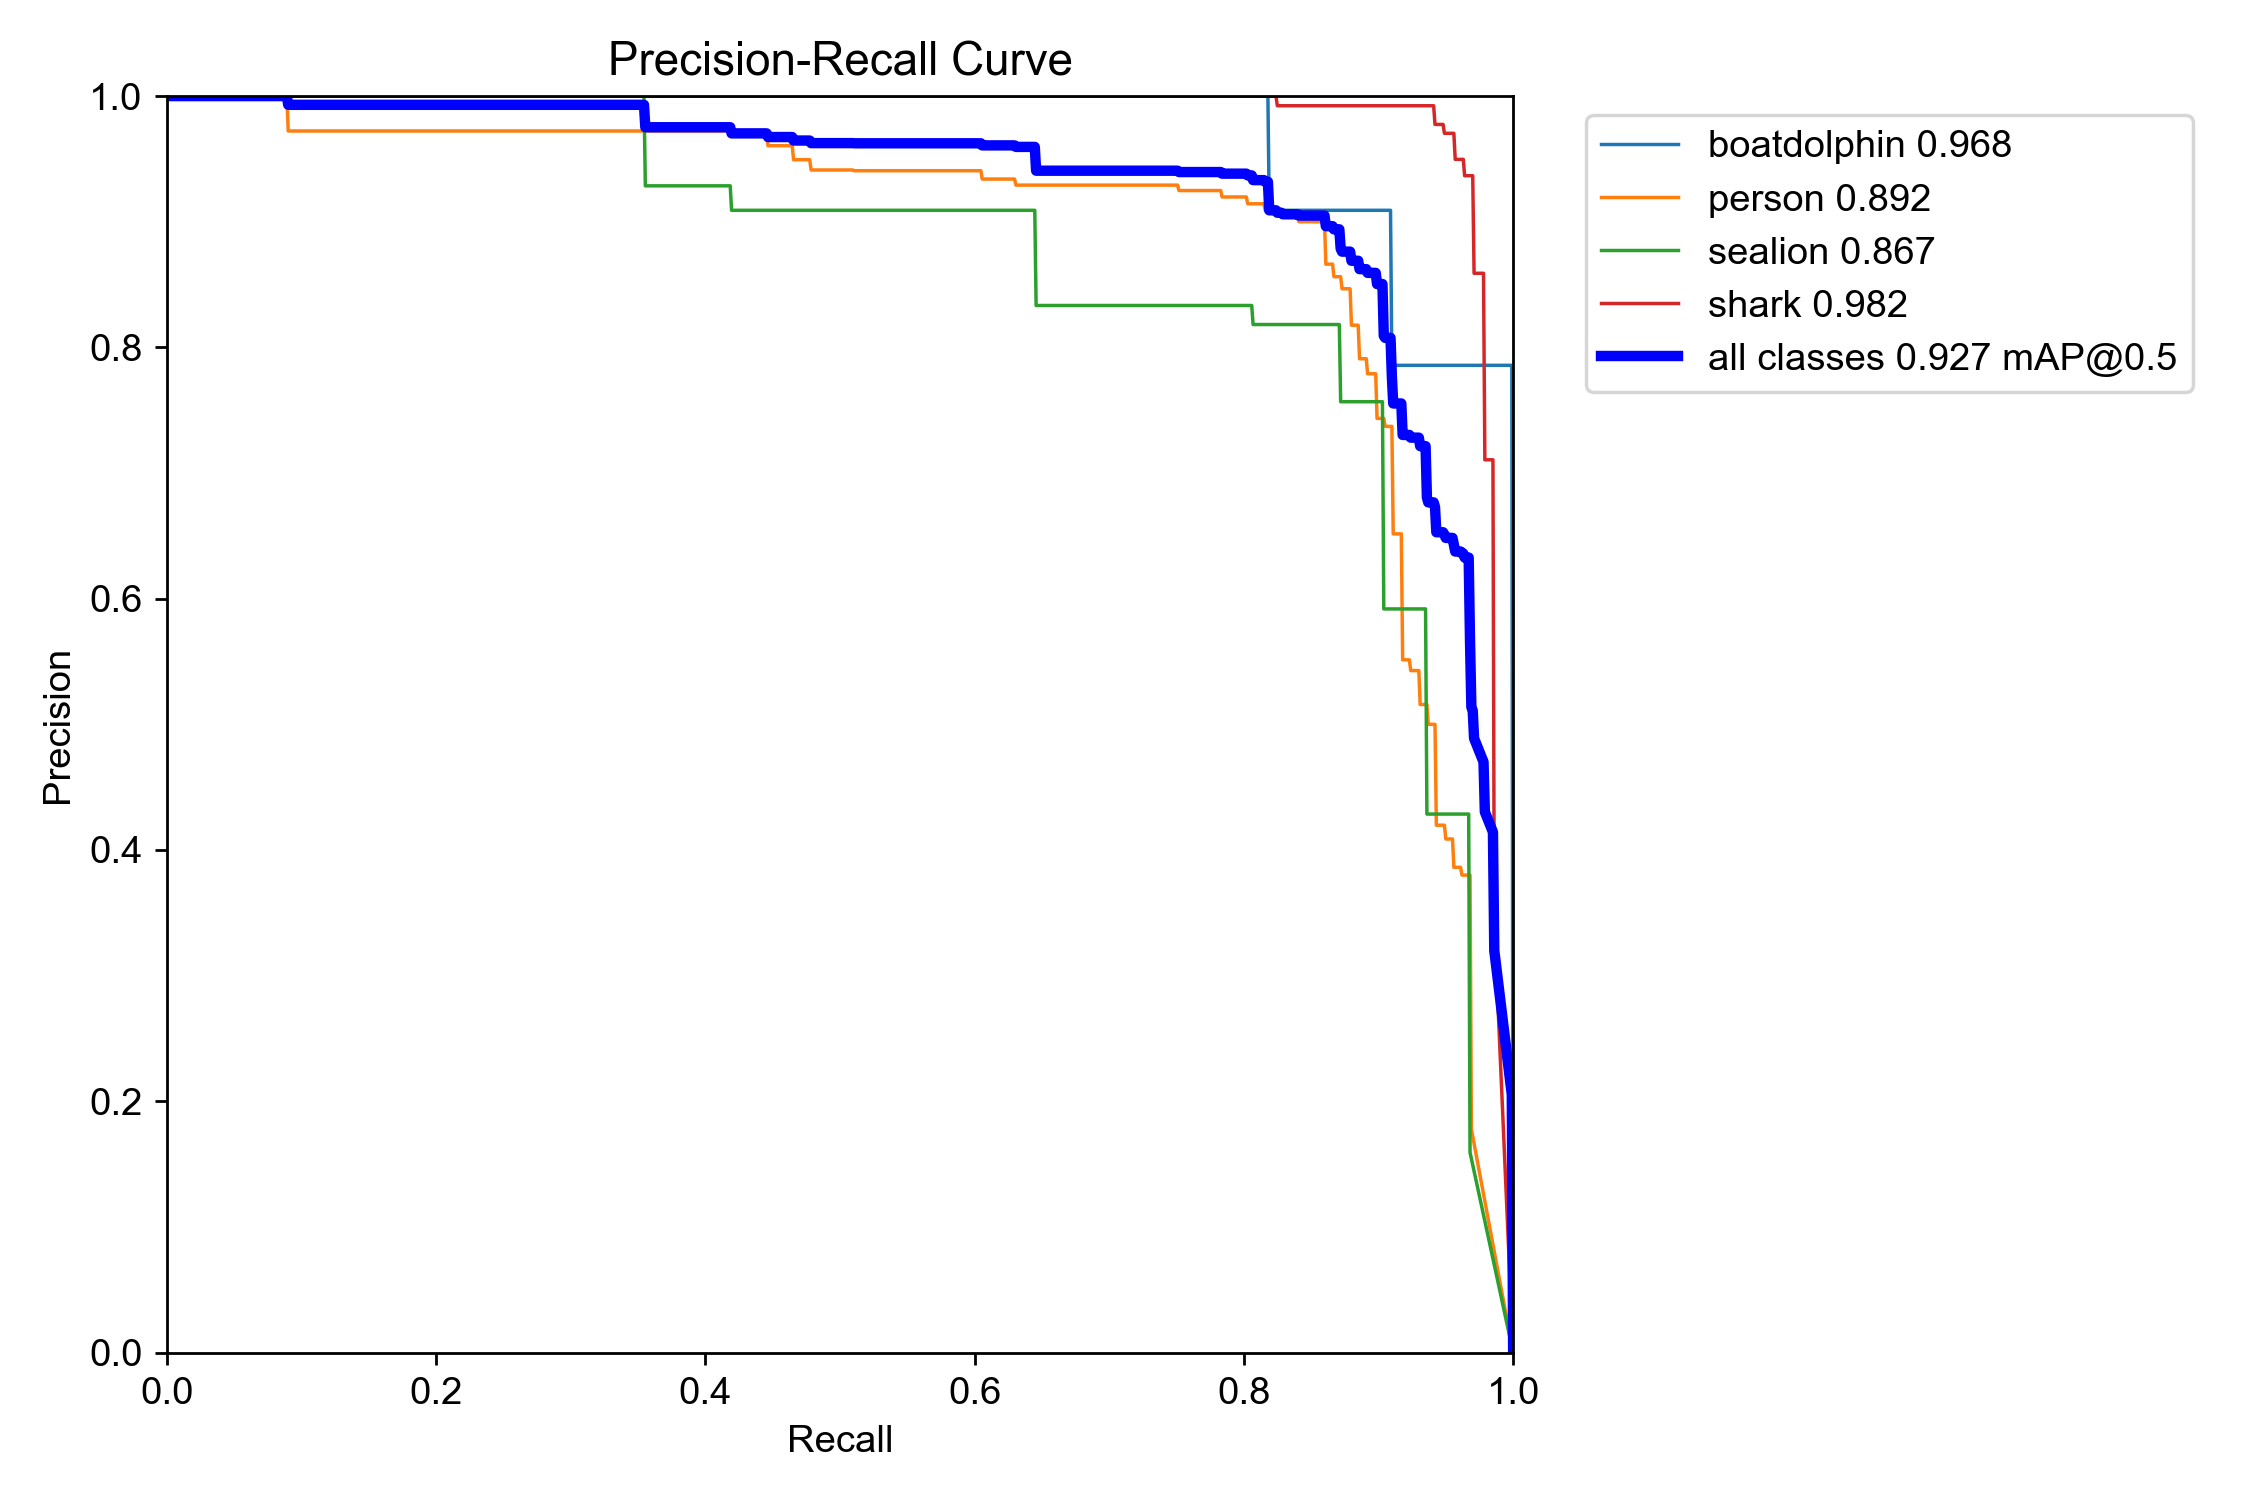 Precision-Recall Curve
1.0
0.8
0.6
0.4
0.2
0.0
Precision
0.0 0.2 0.4 0.6 0.8 1.0
Recall
boatdolphin 0.968
person 0.892
sealion 0.867
shark 0.982
all classes 0.927 mAP@0.5